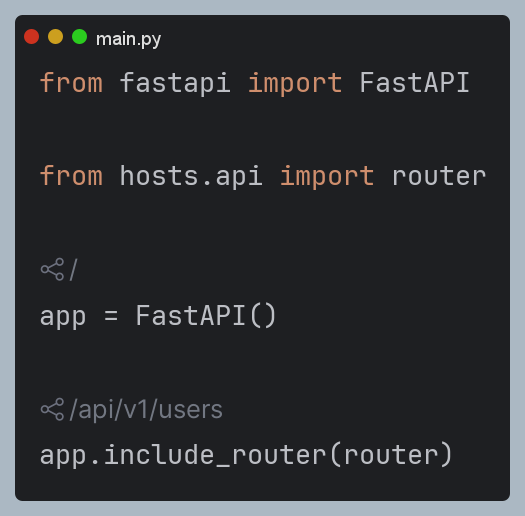 main.py
from fastapi import FastAPI
from hosts.api import router
/
app = FastAPI()
/api/v1/users
app.include_router(router)